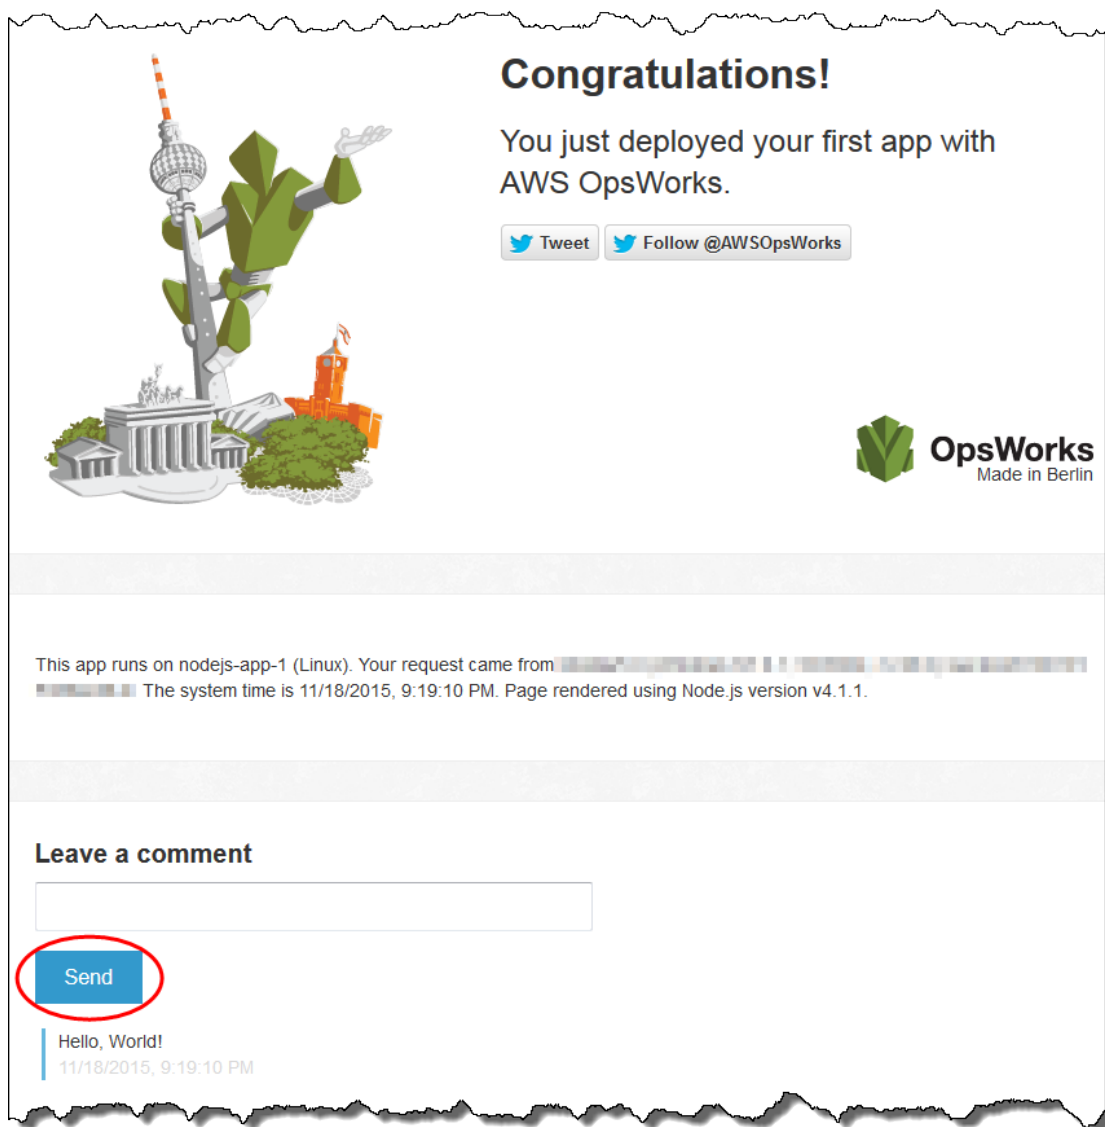 Congratulations!
You just deployed your first app with
AWS OpsWorks.
Tweet
Follow @AWSOpsWorks
OpsWorks
Made in Berlin
This app runs on nodejs-app-1 (Linux). Your request came from
The system time is 11/18/2015, 9:19:10 PM. Page rendered using Node.js version v4.1.1.
Leave a comment
Send
Hello, World!
11/18/2015, 9:19:10 PM